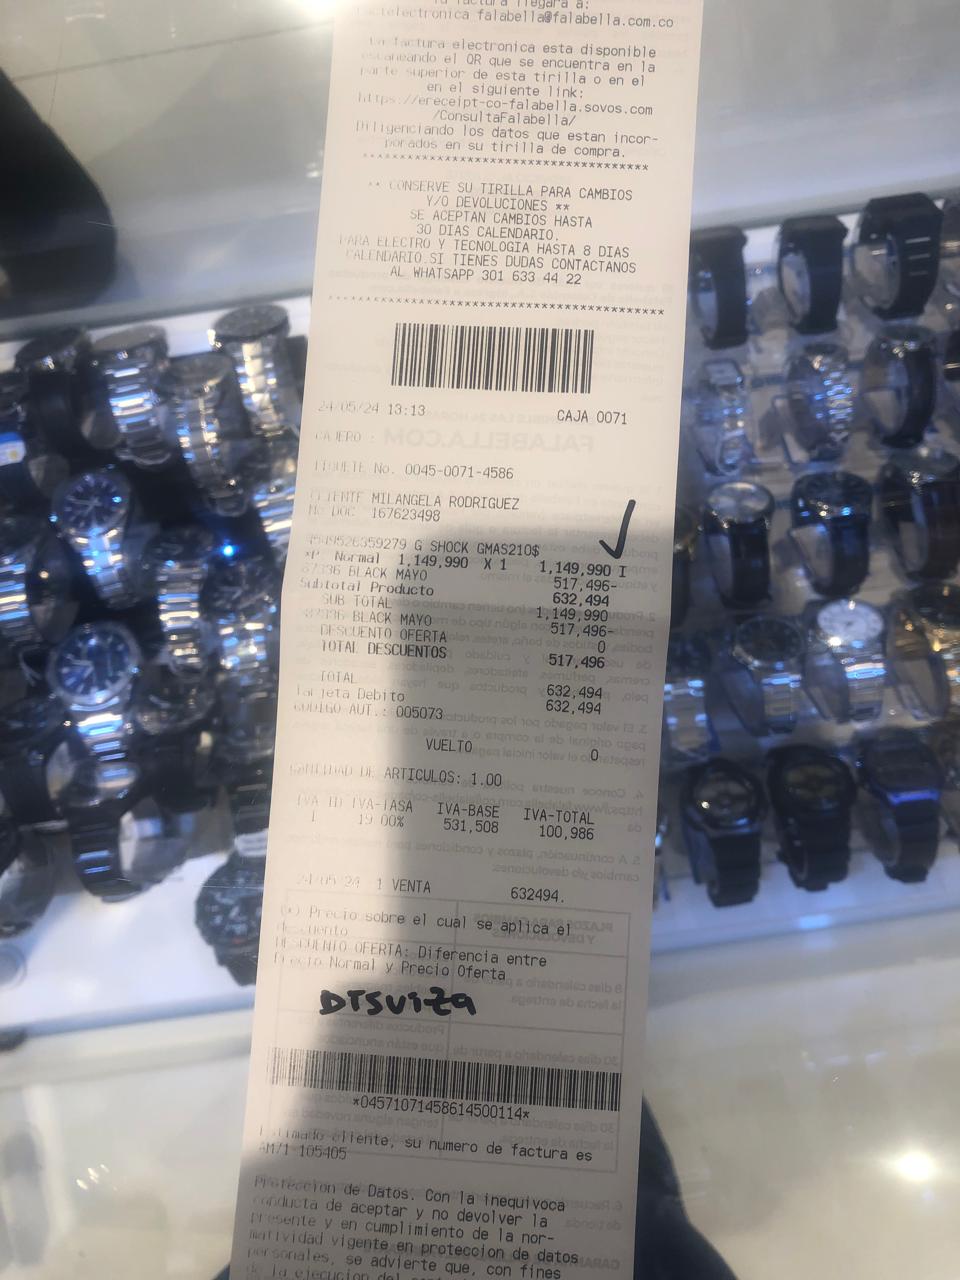 factelectronica_falabella@falabella.com.co
La factura electronica esta disponible
escaneando el QR que se encuentra en la
parte superior de esta tirilla o en el
en el siguiente link:
https://ereceipt-co-falabella.sovos.com
/ConsultaFalabella/
Diligenciando los datos que estan incor-
porados en su tirilla de compra.
** CONSERVE SU TIRILLA PARA CAMBIOS
Y/O DEVOLUCIONES **
SE ACEPTAN CAMBIOS HASTA
30 DIAS CALENDARIO.
PARA ELECTRO Y TECNOLOGIA HASTA 8 DIAS
CALENDARIO.SI TIENES DUDAS CONTACTANOS
AL WHATSAPP 301 633 44 22
24/05/24 13:13 CAJA 0071
CAJERO :
TIQUETE No. 0045-0071-4586
CLIENTE MILANGELA RODRIGUEZ
No DOC 167623498
4549526359279 G SHOCK GMAS210$
*P. Normal 1,149,990 X 1 1,149,990 I
BLACK MAYO 517,496-
Subtotal Producto 632,494
SUB TOTAL 1,149,990
BLACK MAYO 517,496-
DESCUENTO OFERTA 0
TOTAL DESCUENTOS 517,496
TOTAL 632,494
Tarjeta Debito 632,494
CODIGO AUT.: 005073
VUELTO 0
CANTIDAD DE ARTICULOS: 1.00
IVA ID IVA-TASA IVA-BASE IVA-TOTAL
1 19.00% 531,508 100,986
24/05/24 1 VENTA 632494.
(*) Precio sobre el cual se aplica el
descuento
DESCUENTO OFERTA: Diferencia entre
Precio Normal y Precio Oferta
*04571071458614500114*
Estimado cliente, su numero de factura es
AM71-105405
Proteccion de Datos. Con la inequivoca
conducta de aceptar y no devolver la
presente y en cumplimiento de la nor-
matividad vigente en proteccion de datos
personales, se advierte que, con fines